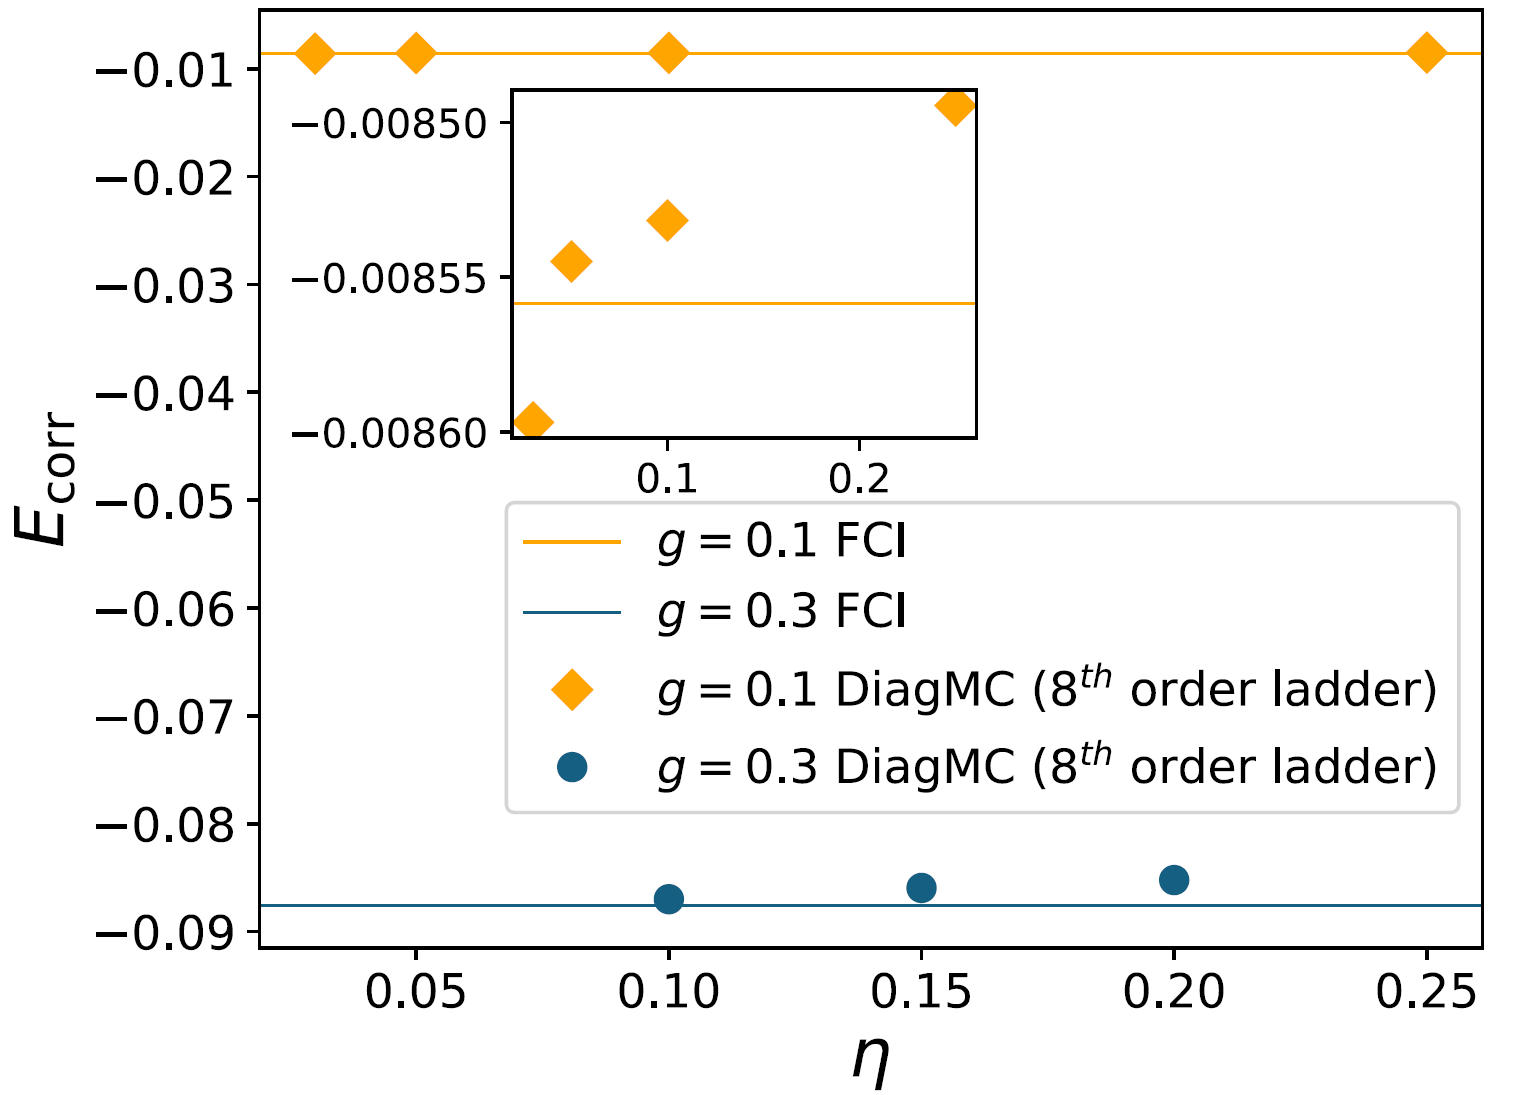 −0.01
−0.02
−0.03
−0.04
−0.05
−0.06
−0.07
−0.08
−0.09
E_corr
−0.00850
−0.00855
−0.00860
0.1 0.2
g = 0.1 FCI
g = 0.3 FCI
g = 0.1 DiagMC (8^th order ladder)
g = 0.3 DiagMC (8^th order ladder)
0.05 0.10 0.15 0.20 0.25
η